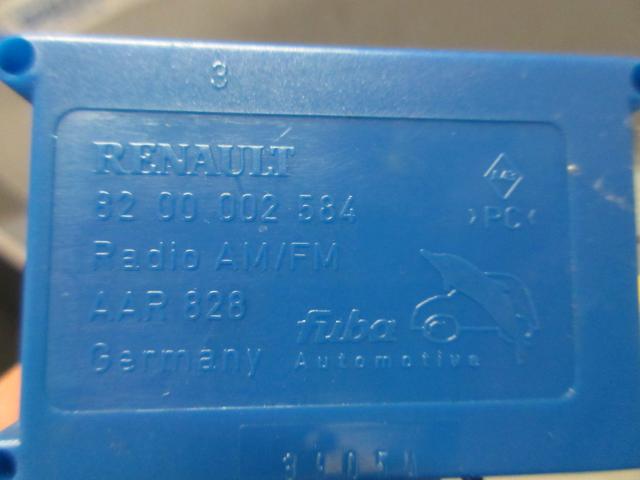 3
RENAULT
82 00 002 584
>PC<
Radio AM/FM
AAR 828
fuba
Germany
Automotive